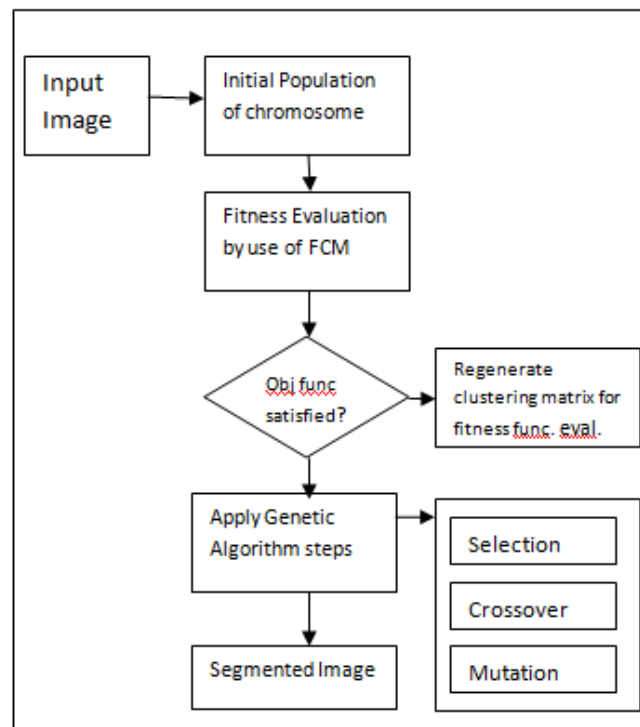 Input
Image
Initial Population
of chromosome
Fitness Evaluation
by use of FCM
Obj func
satisfied?
Regenerate
clustering matrix for
fitness func. eval.
Apply Genetic
Algorithm steps
Selection
Crossover
Mutation
Segmented Image